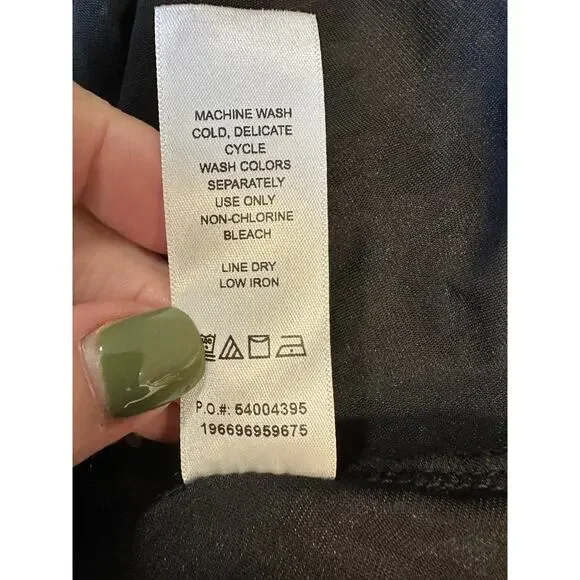 MACHINE WASH
COLD, DELICATE
CYCLE
WASH COLORS
SEPARATELY
USE ONLY
NON-CHLORINE
BLEACH
LINE DRY
LOW IRON
P.O.#: 54004395
196696959675